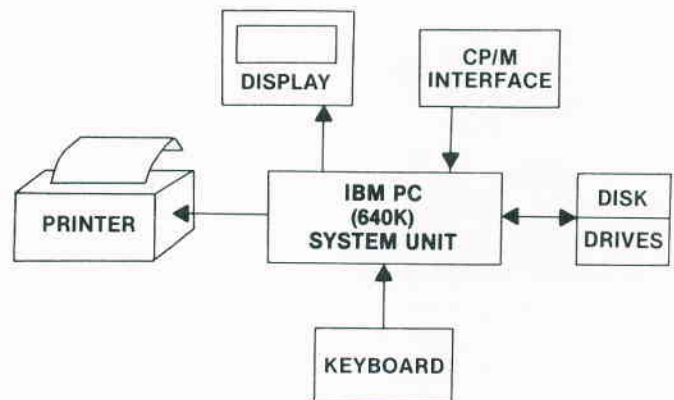 DISPLAY
CP/M
INTERFACE
PRINTER
IBM PC
(640K)
SYSTEM UNIT
DISK
DRIVES
KEYBOARD